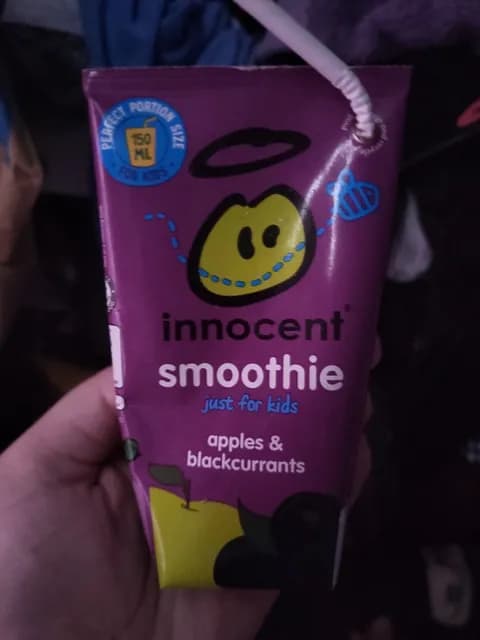 PERFECT PORTION SIZE
150
ML
FOR KIDS
innocent
smoothie
just for kids
apples &
blackcurrants